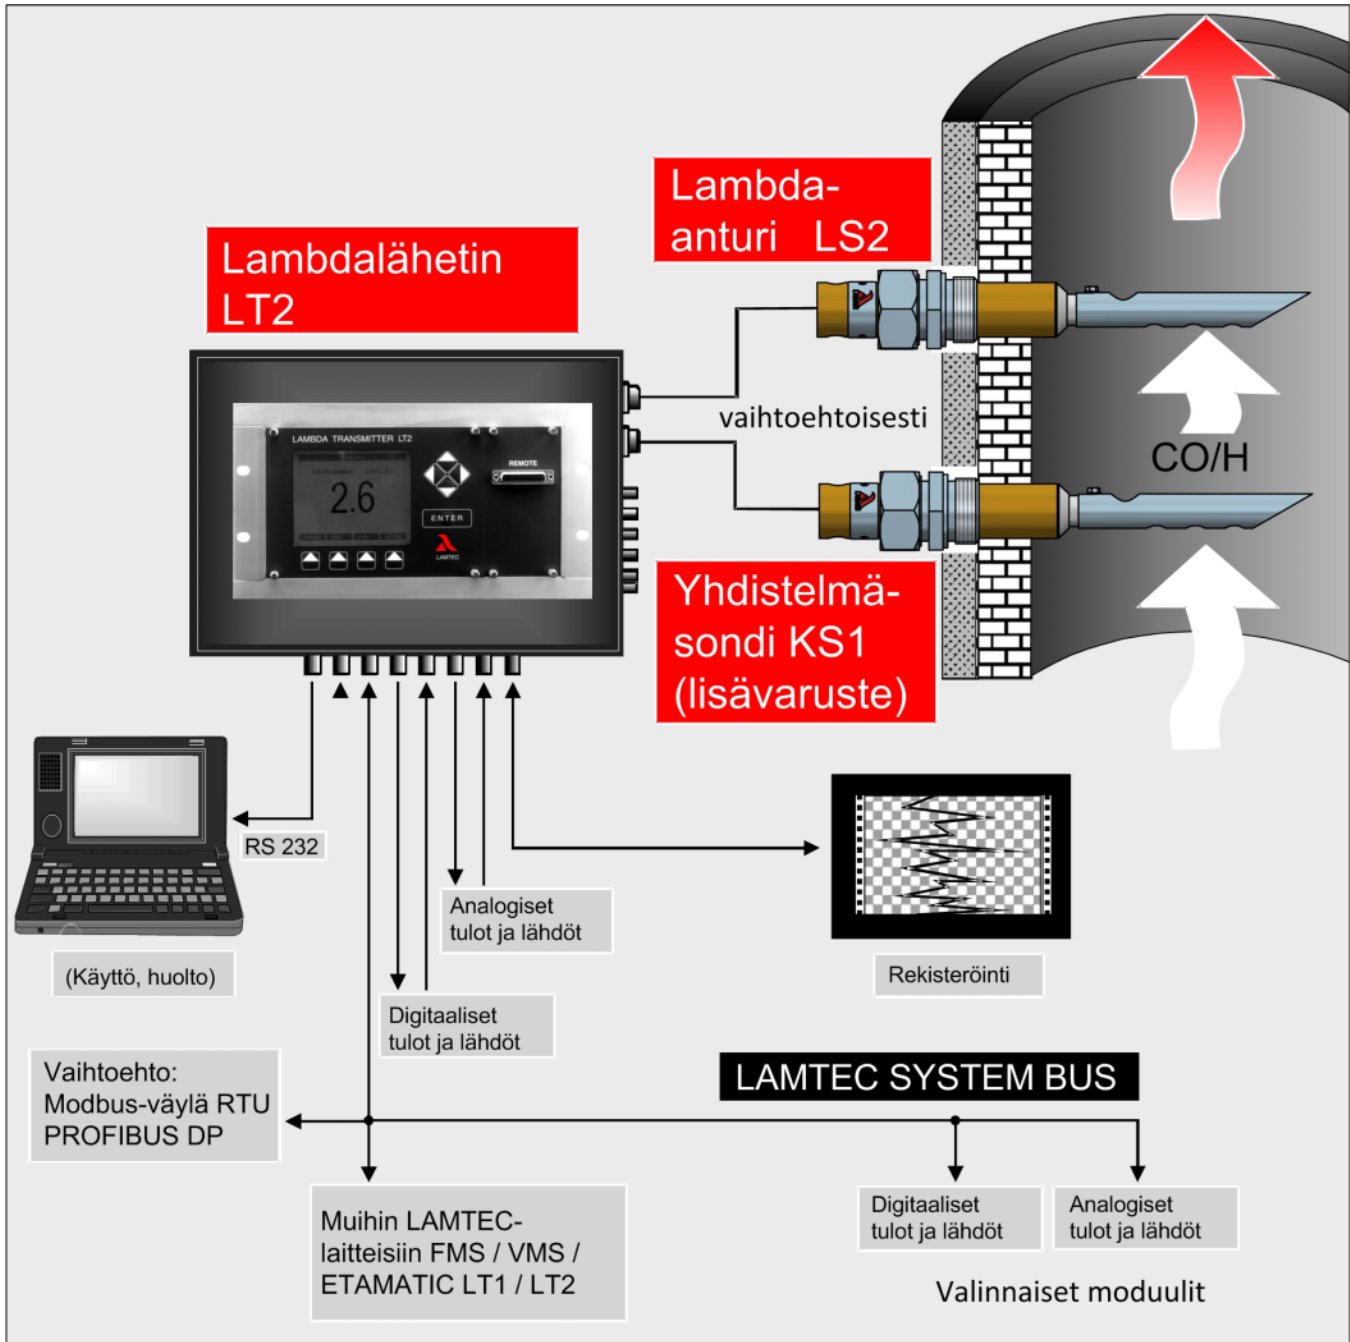 Lambda-
anturi LS2
Lambdalähetin
LT2
vaihtoehtoisesti
CO/H
LAMBDA TRANSMITTER LT2
REMOTE
2.6
ENTER
LAMTEC
Yhdistelmä-
sondi KS1
(lisävaruste)
RS 232
Analogiset
tulot ja lähdöt
(Käyttö, huolto)
Rekisteröinti
Digitaaliset
tulot ja lähdöt
Vaihtoehto:
Modbus-väylä RTU
PROFIBUS DP
LAMTEC SYSTEM BUS
Muihin LAMTEC-
laitteisiin FMS / VMS /
ETAMATIC LT1 / LT2
Digitaaliset
tulot ja lähdöt
Analogiset
tulot ja lähdöt
Valinnaiset moduulit